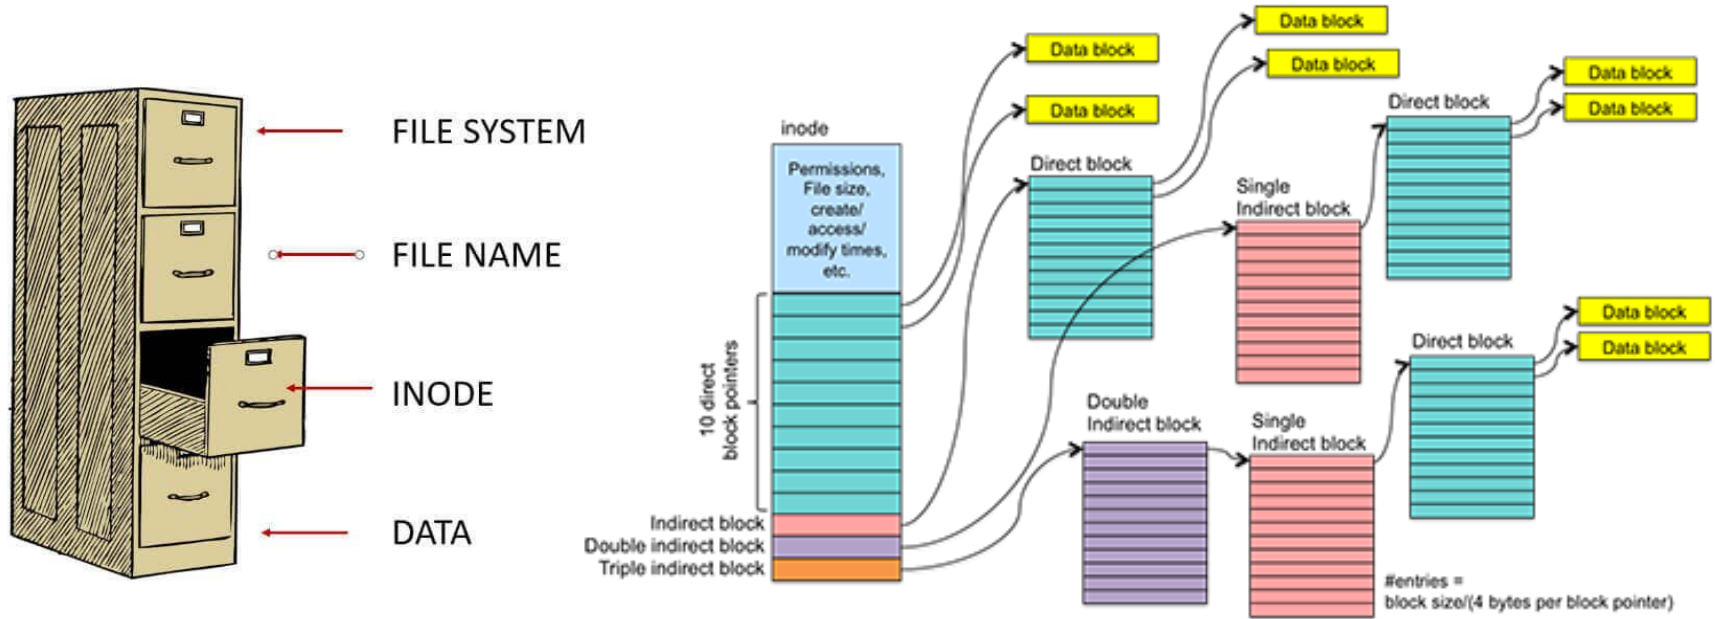 FILE SYSTEM
FILE NAME
INODE
DATA
inode
Permissions,
File size,
create/
access/
modify times,
etc.
10 direct
block pointers
Indirect block
Double indirect block
Triple indirect block
Data block
Data block
Data block
Data block
Direct block
Single
Indirect block
Direct block
Data block
Data block
Double
Indirect block
Single
Indirect block
Direct block
Data block
Data block
#entries =
block size/(4 bytes per block pointer)